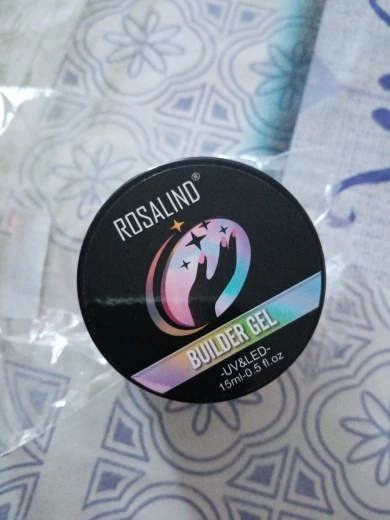 ROSALIND®
BUILDER GEL
-UV&LED-
15ml-0.5 fl.oz